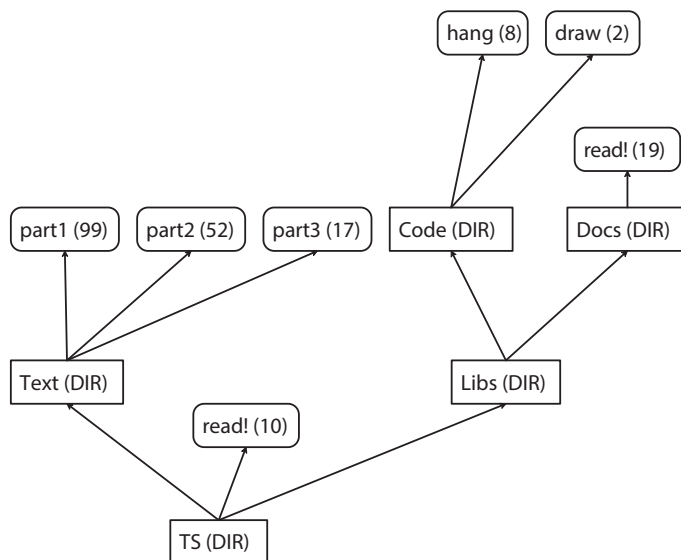 hang (8)
draw (2)
read! (19)
part1 (99)
part2 (52)
part3 (17)
Code (DIR)
Docs (DIR)
Text (DIR)
Libs (DIR)
read! (10)
TS (DIR)